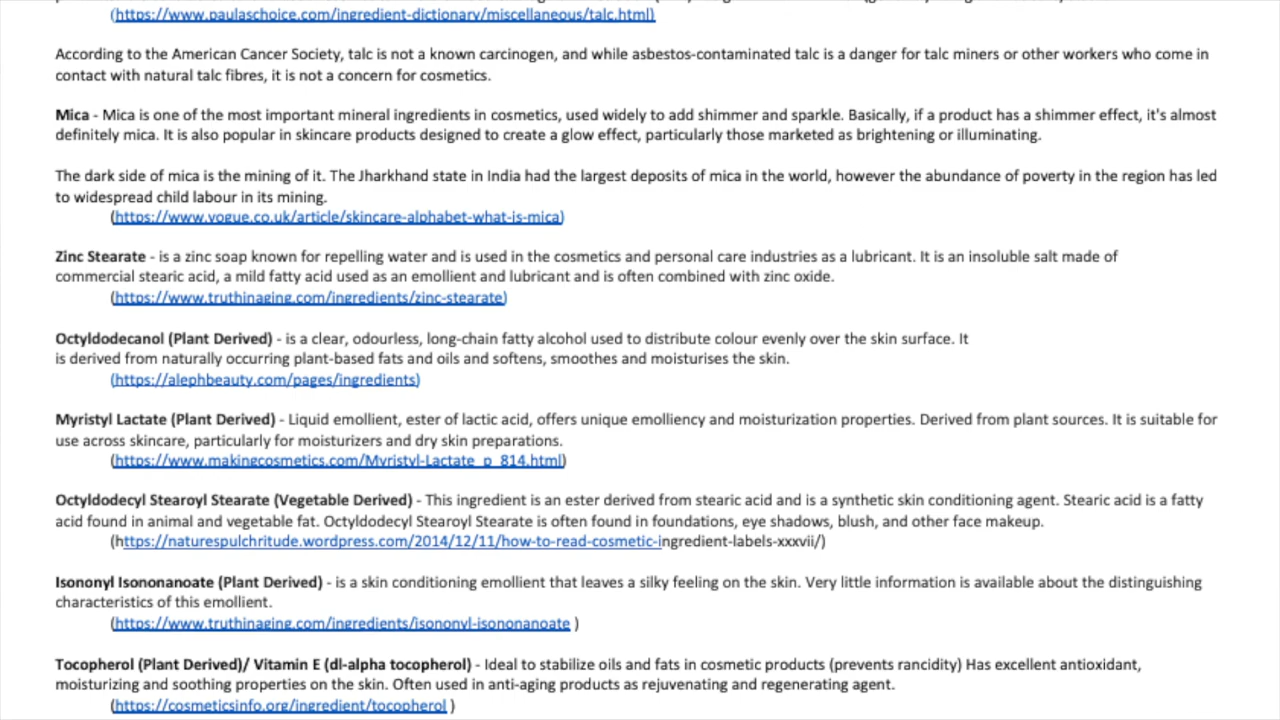 (https://www.paulaschoice.com/ingredient-dictionary/miscellaneous/talc.html)
According to the American Cancer Society, talc is not a known carcinogen, and while asbestos-contaminated talc is a danger for talc miners or other workers who come in
contact with natural talc fibres, it is not a concern for cosmetics.
Mica - Mica is one of the most important mineral ingredients in cosmetics, used widely to add shimmer and sparkle. Basically, if a product has a shimmer effect, it's almost
definitely mica. It is also popular in skincare products designed to create a glow effect, particularly those marketed as brightening or illuminating.
The dark side of mica is the mining of it. The Jharkhand state in India had the largest deposits of mica in the world, however the abundance of poverty in the region has led
to widespread child labour in its mining.
(https://www.vogue.co.uk/article/skincare-alphabet-what-is-mica)
Zinc Stearate - is a zinc soap known for repelling water and is used in the cosmetics and personal care industries as a lubricant. It is an insoluble salt made of
commercial stearic acid, a mild fatty acid used as an emollient and lubricant and is often combined with zinc oxide.
(https://www.truthinaging.com/ingredients/zinc-stearate)
Octyldodecanol (Plant Derived) - is a clear, odourless, long-chain fatty alcohol used to distribute colour evenly over the skin surface. It
is derived from naturally occurring plant-based fats and oils and softens, smoothes and moisturises the skin.
(https://alephbeauty.com/pages/ingredients)
Myristyl Lactate (Plant Derived) - Liquid emollient, ester of lactic acid, offers unique emolliency and moisturization properties. Derived from plant sources. It is suitable for
use across skincare, particularly for moisturizers and dry skin preparations.
(https://www.makingcosmetics.com/Myristyl-Lactate_p_814.html)
Octyldodecyl Stearoyl Stearate (Vegetable Derived) - This ingredient is an ester derived from stearic acid and is a synthetic skin conditioning agent. Stearic acid is a fatty
acid found in animal and vegetable fat. Octyldodecyl Stearoyl Stearate is often found in foundations, eye shadows, blush, and other face makeup.
(https://naturespulchritude.wordpress.com/2014/12/11/how-to-read-cosmetic-ingredient-labels-xxxvii/)
Isononyl Isononanoate (Plant Derived) - is a skin conditioning emollient that leaves a silky feeling on the skin. Very little information is available about the distinguishing
characteristics of this emollient.
(https://www.truthinaging.com/ingredients/isononyl-isononanoate )
Tocopherol (Plant Derived)/ Vitamin E (dl-alpha tocopherol) - Ideal to stabilize oils and fats in cosmetic products (prevents rancidity) Has excellent antioxidant,
moisturizing and soothing properties on the skin. Often used in anti-aging products as rejuvenating and regenerating agent.
(https://cosmeticsinfo.org/ingredient/tocopherol )